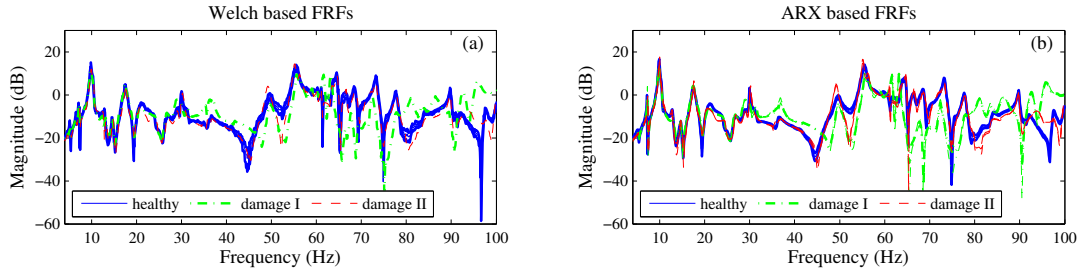 Welch based FRFs
(a)
Magnitude (dB)
20
0
−20
−40
−60
healthy damage I damage II
10 20 30 40 50 60 70 80 90 100
Frequency (Hz)
ARX based FRFs
(b)
Magnitude (dB)
20
0
−20
−40
−60
healthy damage I damage II
10 20 30 40 50 60 70 80 90 100
Frequency (Hz)